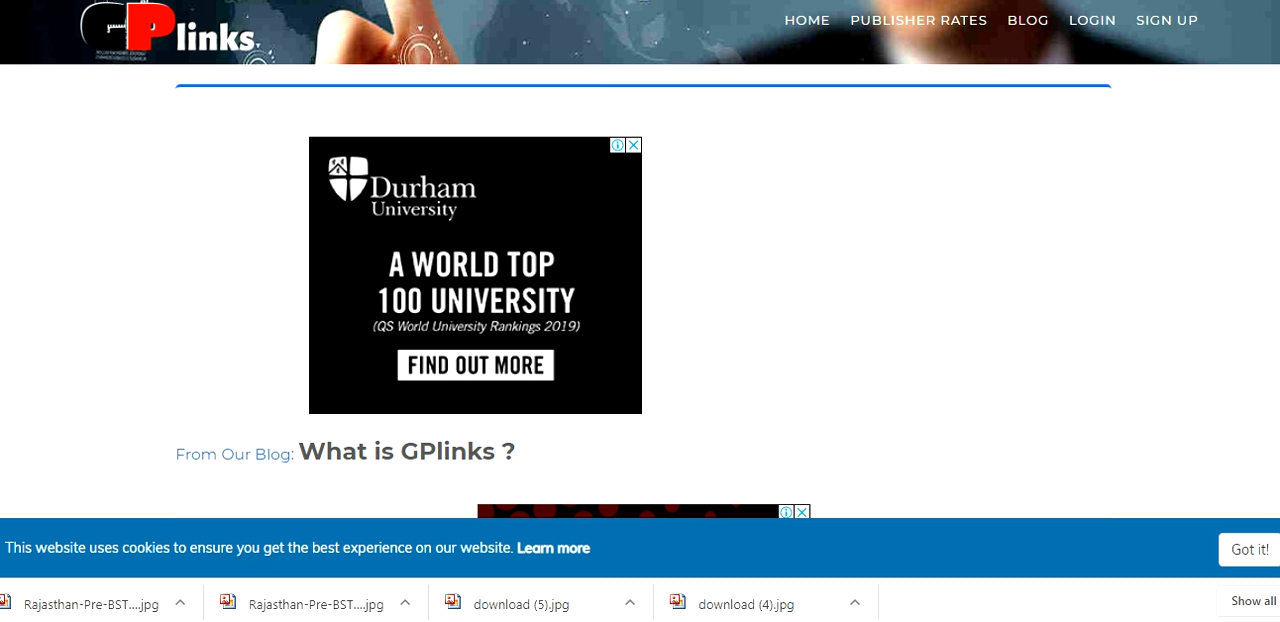 GPlinks.
HOME PUBLISHER RATES BLOG LOGIN SIGN UP
Durham
University
A WORLD TOP
100 UNIVERSITY
(QS World University Rankings 2019)
FIND OUT MORE
From Our Blog: What is GPlinks ?
This website uses cookies to ensure you get the best experience on our website. Learn more
Got it!
Rajasthan-Pre-BST....jpg
Rajasthan-Pre-BST....jpg
download (5).jpg
download (4).jpg
Show all